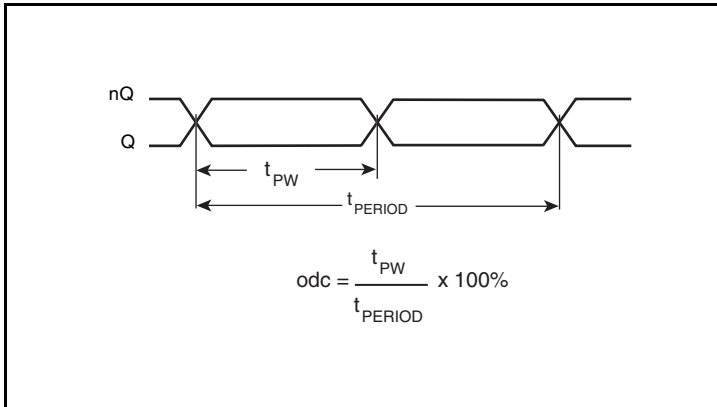 nQ
Q
tPW
tPERIOD
odc = tPW / tPERIOD x 100%